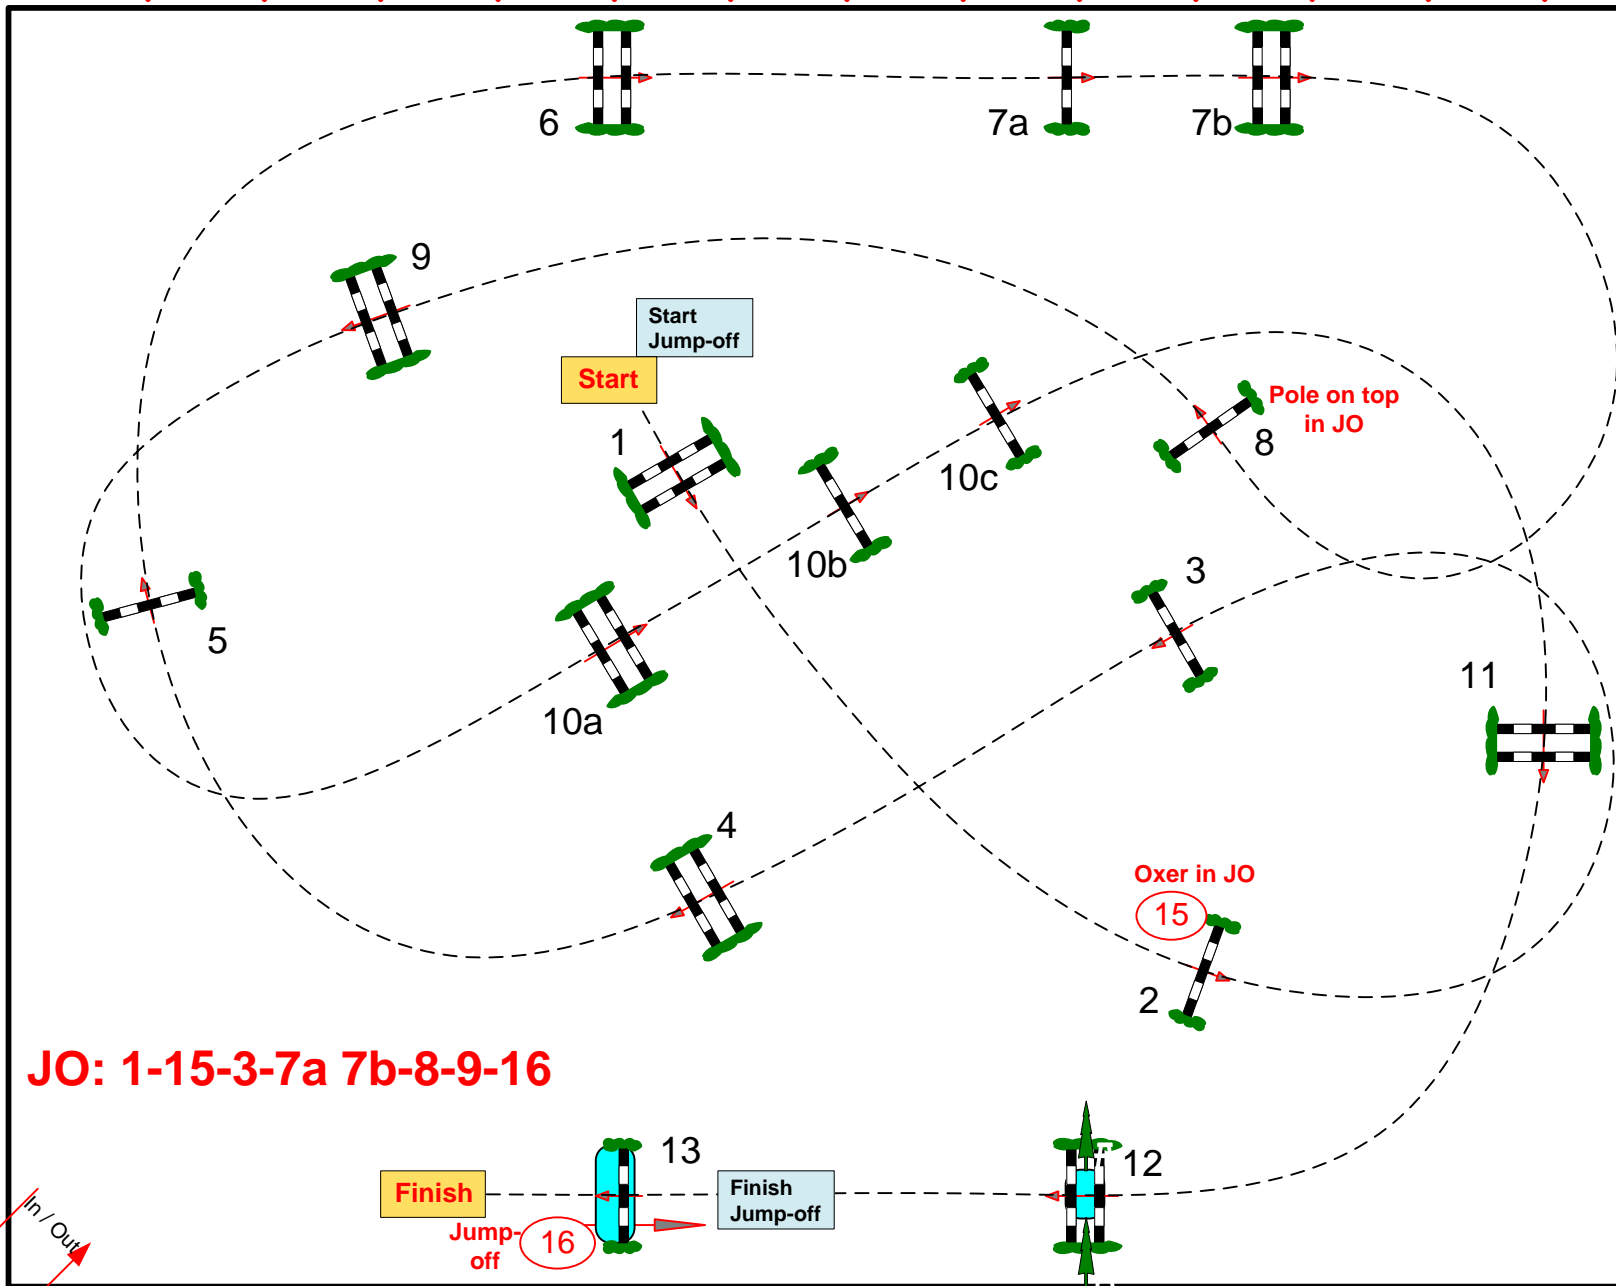 6
7a
7b
9
Start
Jump-off
Start
1
10c
8
Pole on top
in JO
10b
3
5
10a
11
4
Oxer in JO
15
2
JO: 1-15-3-7a 7b-8-9-16
13
12
Finish
Finish
Jump-off
Jump-
off
16
In / Out